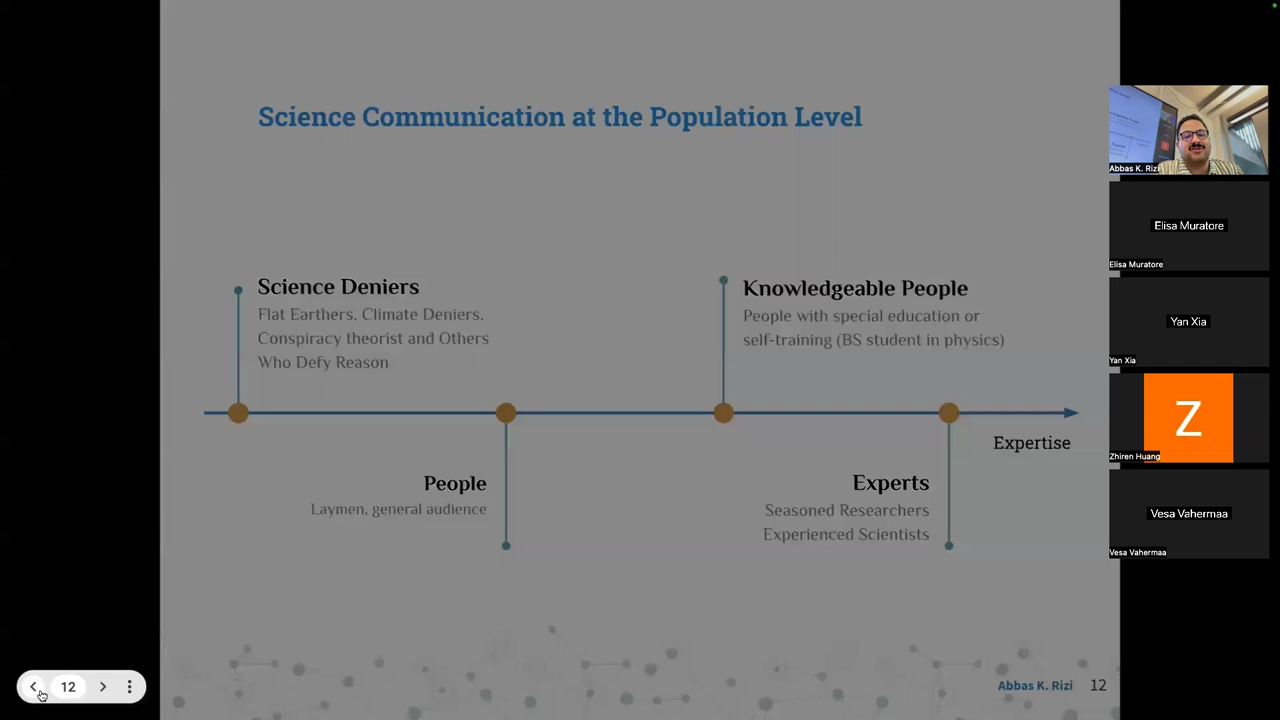 Science Communication at the Population Level
Science Deniers
Flat Earthers, Climate Deniers,
Conspiracy theorist and Others
Who Defy Reason
Knowledgeable People
People with special education or
self-training (BS student in physics)
Expertise
People
Laymen, general audience
Experts
Seasoned Researchers
Experienced Scientists
Abbas K. Rizi 12
12
Abbas K. Rizi
Elisa Muratore
Elisa Muratore
Yan Xia
Yan Xia
Z
Zhiren Huang
Vesa Vahermaa
Vesa Vahermaa